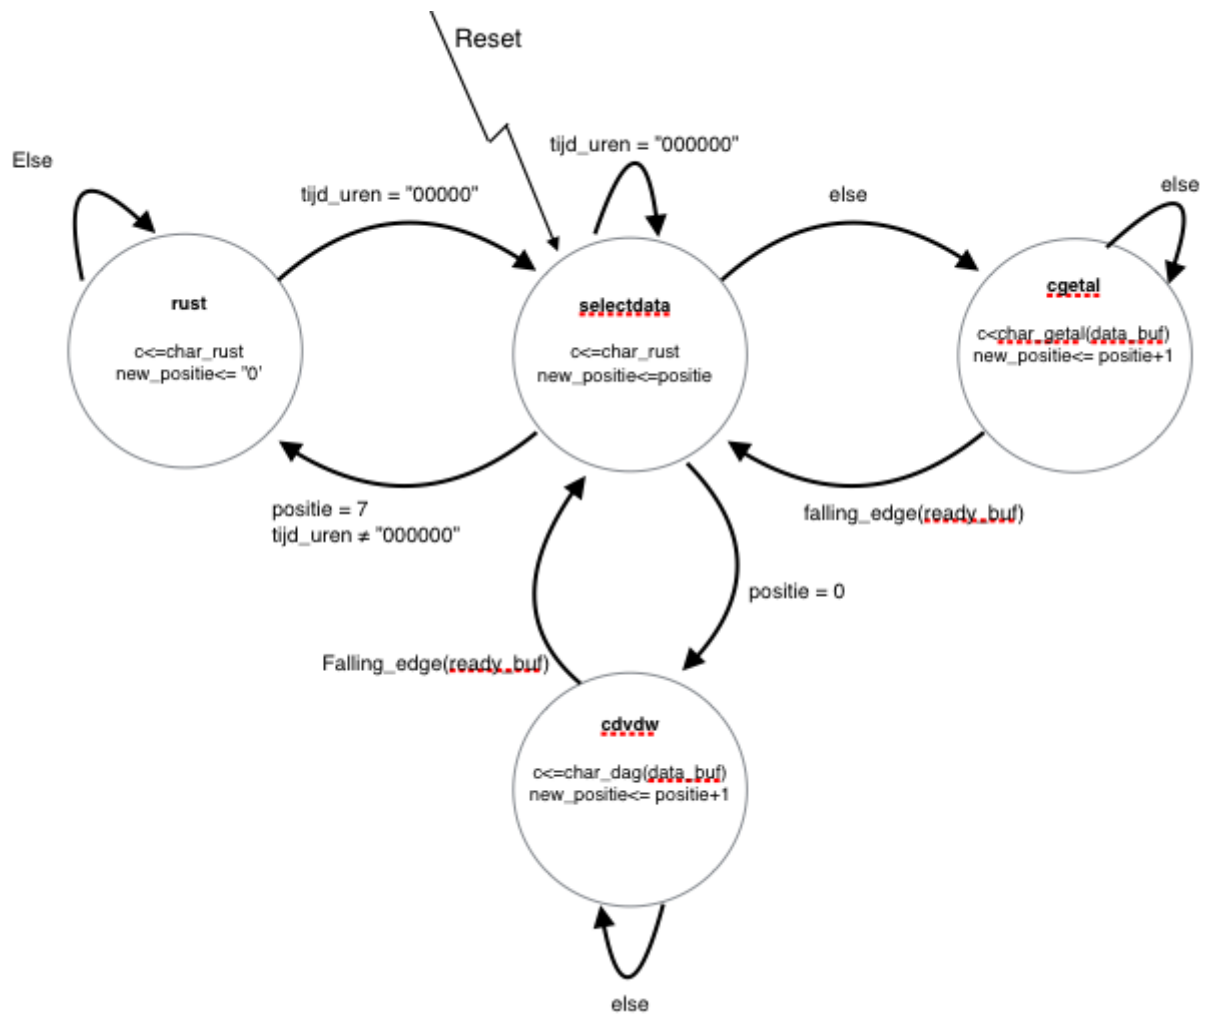 Reset
tijd_uren = "000000"
Else
tijd_uren = "00000"
else
else
rust
c<=char_rust
new_positie<= "0'
selectdata
c<=char_rust
new_positie<=positie
cgetal
c<char_getal(data_buf)
new_positie<= positie+1
positie = 7
tijd_uren ≠ "000000"
falling_edge(ready_buf)
positie = 0
Falling_edge(ready_buf)
cdvdw
c<=char_dag(data_buf)
new_positie<= positie+1
else